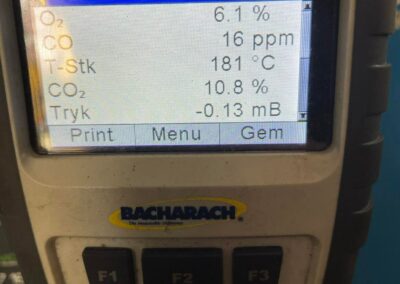 O₂ 6.1 %
CO 16 ppm
T-Stk 181 °C
CO₂ 10.8 %
Tryk -0.13 mB
Print Menu Gem
BACHARACH®
F1 F2 F3